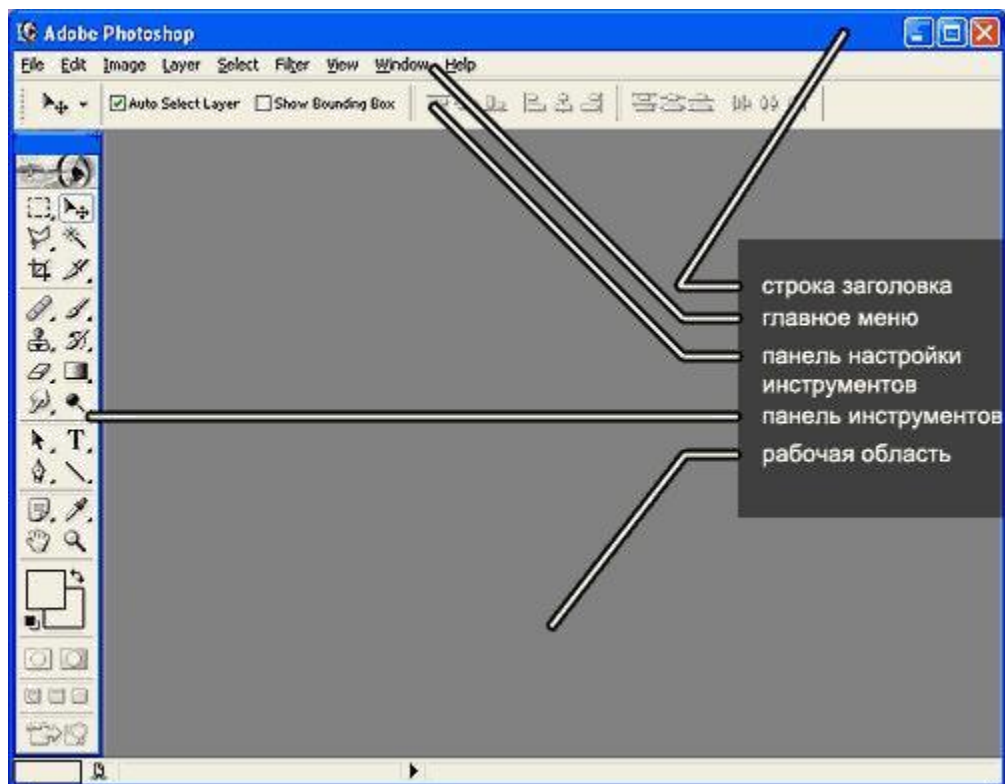 Adobe Photoshop
File Edit Image Layer Select Filter View Window Help
Auto Select Layer Show Bounding Box
T
строка заголовка
главное меню
панель настройки
инструментов
панель инструментов
рабочая область